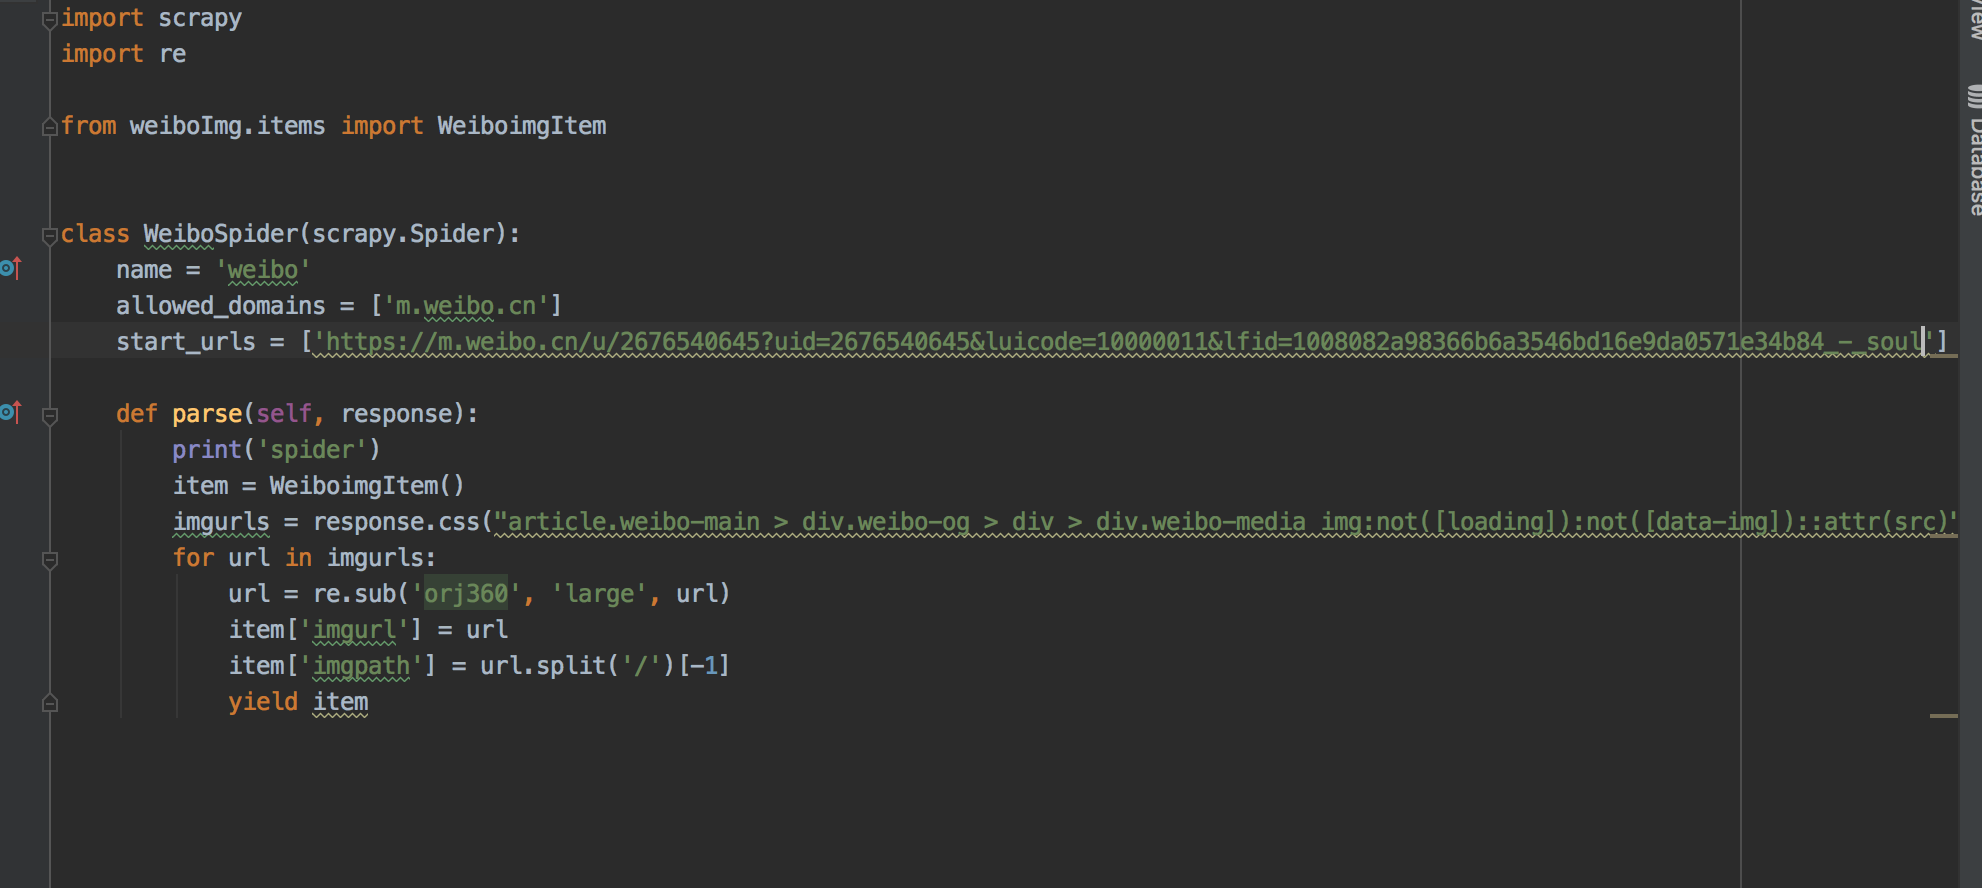 import scrapy
import re
from weiboImg.items import WeiboimgItem
class WeiboSpider(scrapy.Spider):
name = 'weibo'
allowed_domains = ['m.weibo.cn']
start_urls = ['https://m.weibo.cn/u/2676540645?uid=2676540645&luicode=10000011&lfid=1008082a98366b6a3546bd16e9da0571e34b84_-_soul']
def parse(self, response):
print('spider')
item = WeiboimgItem()
imgurls = response.css("article.weibo-main > div.weibo-og > div > div.weibo-media img:not([loading]):not([data-img])::attr(src)"
for url in imgurls:
url = re.sub('orj360', 'large', url)
item['imgurl'] = url
item['imgpath'] = url.split('/')[-1]
yield item
Database